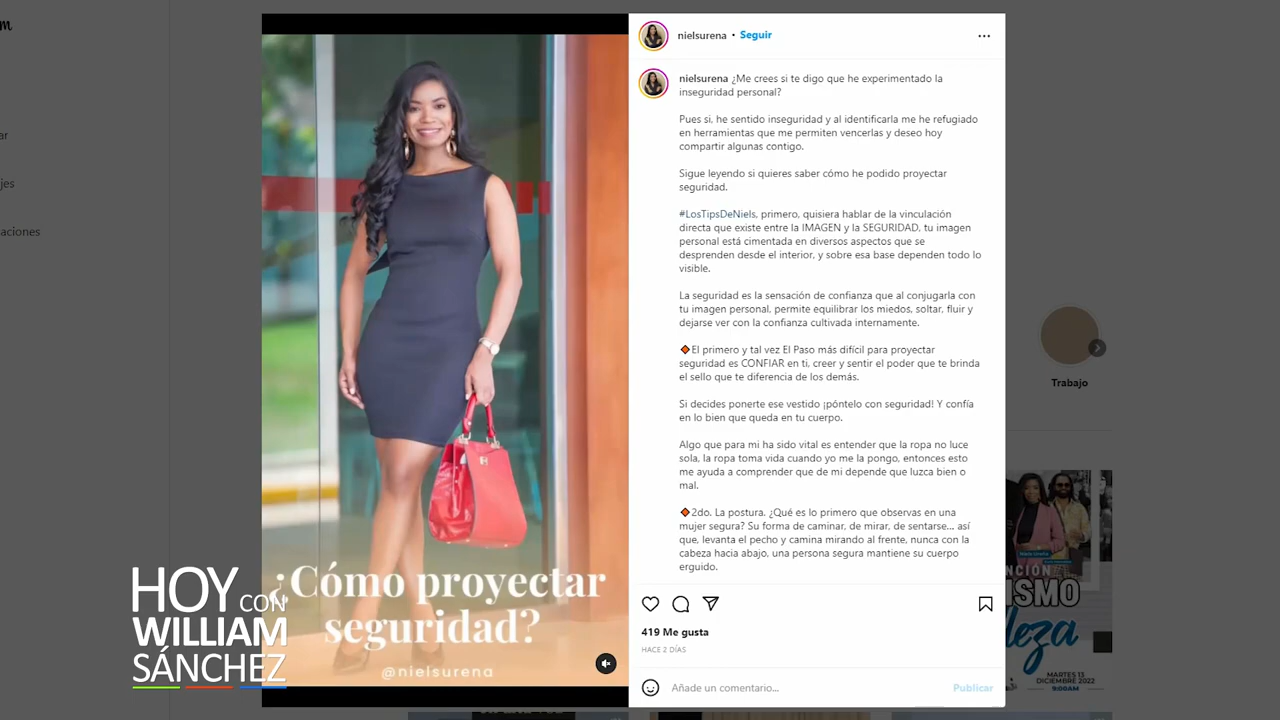 m
ar
jes
aciones
¿Cómo proyectar
seguridad?
@nielsurena
HOY CON
WILLIAM
SÁNCHEZ
nielsurena • Seguir
nielsurena ¿Me crees si te digo que he experimentado la
inseguridad personal?
Pues si, he sentido inseguridad y al identificarla me he refugiado
en herramientas que me permiten vencerlas y deseo hoy
compartir algunas contigo.
Sigue leyendo si quieres saber cómo he podido proyectar
seguridad.
#LosTipsDeNiels, primero, quisiera hablar de la vinculación
directa que existe entre la IMAGEN y la SEGURIDAD, tu imagen
personal está cimentada en diversos aspectos que se
desprenden desde el interior, y sobre esa base dependen todo lo
visible.
La seguridad es la sensación de confianza que al conjugarla con
tu imagen personal, permite equilibrar los miedos, soltar, fluir y
dejarse ver con la confianza cultivada internamente.
🔸El primero y tal vez El Paso más difícil para proyectar
seguridad es CONFIAR en ti, creer y sentir el poder que te brinda
el sello que te diferencia de los demás.
Si decides ponerte ese vestido ¡póntelo con seguridad! Y confía
en lo bien que queda en tu cuerpo.
Algo que para mi ha sido vital es entender que la ropa no luce
sola, la ropa toma vida cuando yo me la pongo, entonces esto
me ayuda a comprender que de mi depende que luzca bien o
mal.
🔸2do. La postura. ¿Qué es lo primero que observas en una
mujer segura? Su forma de caminar, de mirar, de sentarse... así
que, levanta el pecho y camina mirando al frente, nunca con la
cabeza hacia abajo, una persona segura mantiene su cuerpo
erguido.
419 Me gusta
HACE 2 DÍAS
Añade un comentario...
Publicar
Trabajo
NCIÓN
ISMO
leza
MARTES 13
DICIEMBRE 2022
9:00AM